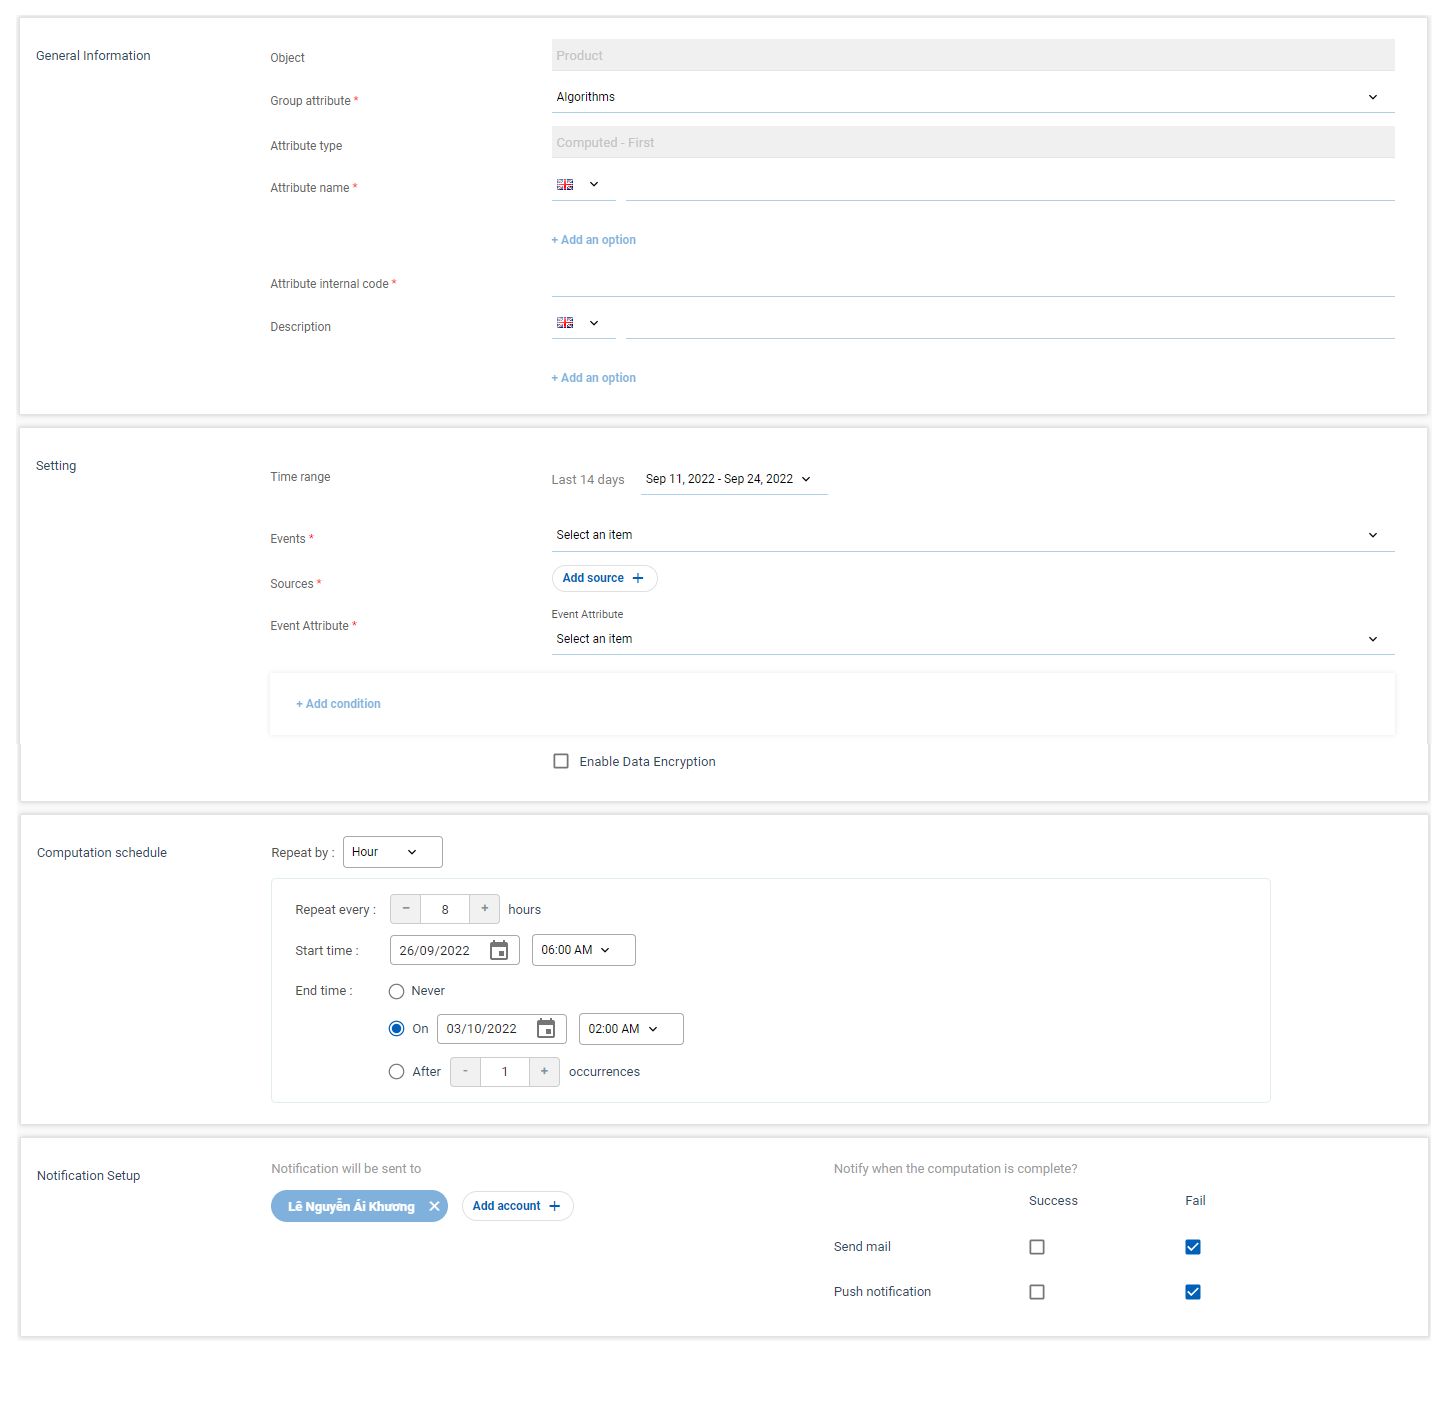 General Information
Object
Product
Group attribute *
Algorithms
Attribute type
Computed - First
Attribute name *
+ Add an option
Attribute internal code *
Description
+ Add an option
Setting
Time range
Last 14 days
Sep 11, 2022 - Sep 24, 2022
Events *
Select an item
Sources *
Add source +
Event Attribute *
Event Attribute
Select an item
+ Add condition
Enable Data Encryption
Computation schedule
Repeat by :
Hour
Repeat every :
− 8 +
hours
Start time :
26/09/2022
06:00 AM
End time :
Never
On
03/10/2022
02:00 AM
After
- 1 +
occurrences
Notification Setup
Notification will be sent to
Lê Nguyễn Ái Khương
Add account +
Notify when the computation is complete?
Success
Fail
Send mail
Push notification